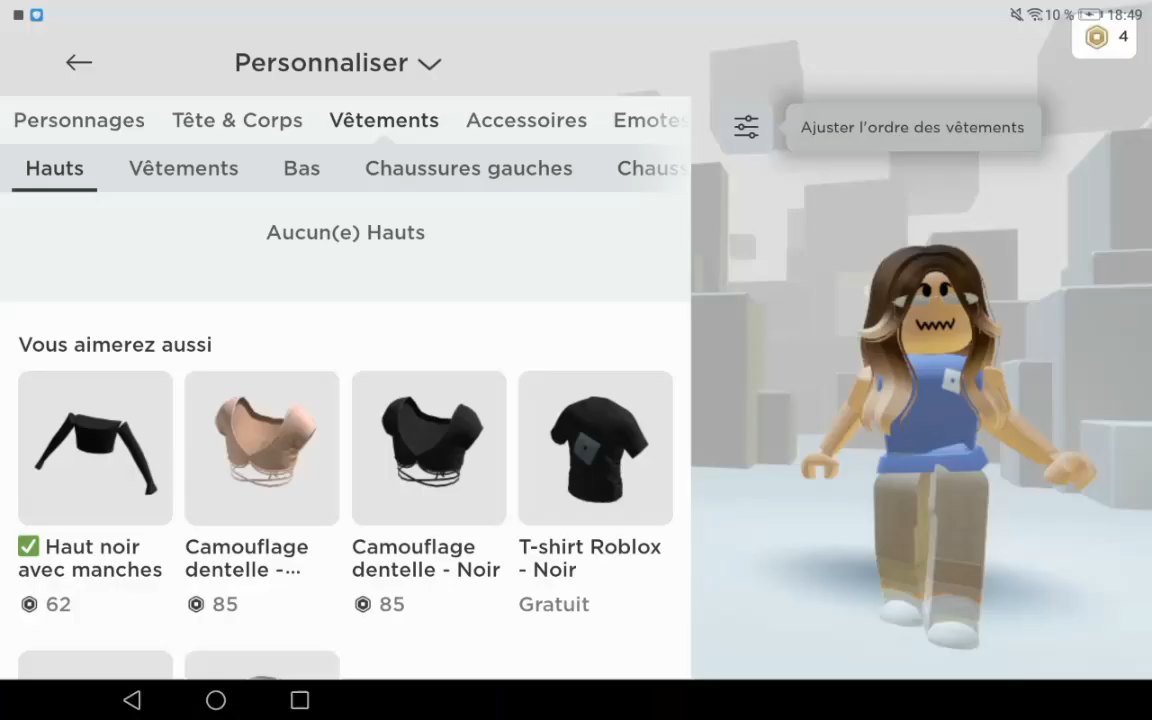 10 % 18:49
4
Personnaliser
Personnages Tête & Corps Vêtements Accessoires Emotes
Ajuster l'ordre des vêtements
Hauts Vêtements Bas Chaussures gauches Chauss
Aucun(e) Hauts
Vous aimerez aussi
✅ Haut noir
avec manches
62
Camouflage
dentelle -...
85
Camouflage
dentelle - Noir
85
T-shirt Roblox
- Noir
Gratuit